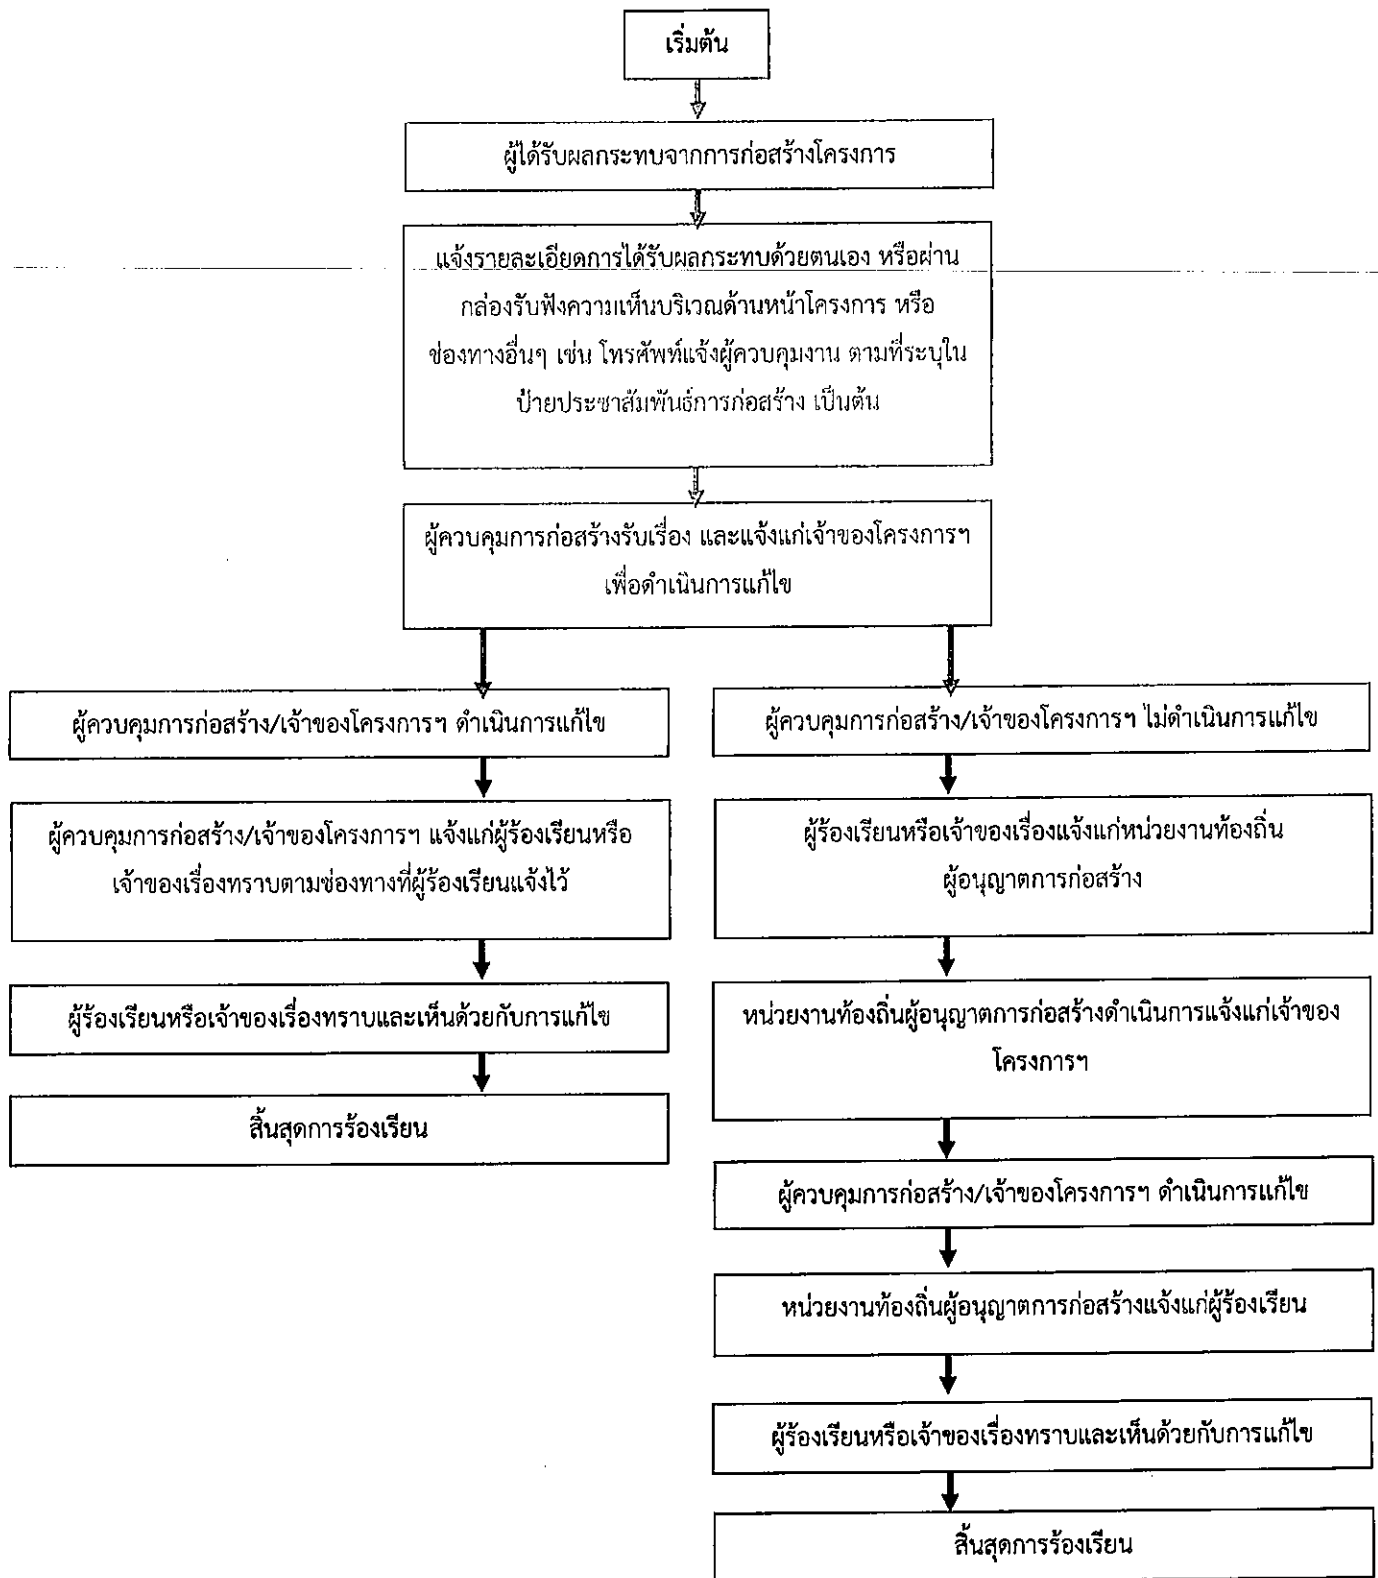 เริ่มต้น
ผู้ได้รับผลกระทบจากการก่อสร้างโครงการ
แจ้งรายละเอียดการได้รับผลกระทบด้วยตนเอง หรือผ่าน
กล่องรับฟังความเห็นบริเวณด้านหน้าโครงการ หรือ
ช่องทางอื่นๆ เช่น โทรศัพท์แจ้งผู้ควบคุมงาน ตามที่ระบุใน
ป้ายประชาสัมพันธ์การก่อสร้าง เป็นต้น
ผู้ควบคุมการก่อสร้างรับเรื่อง และแจ้งแก่เจ้าของโครงการฯ
เพื่อดำเนินการแก้ไข
ผู้ควบคุมการก่อสร้าง/เจ้าของโครงการฯ ดำเนินการแก้ไข
ผู้ควบคุมการก่อสร้าง/เจ้าของโครงการฯ แจ้งแก่ผู้ร้องเรียนหรือ
เจ้าของเรื่องทราบตามช่องทางที่ผู้ร้องเรียนแจ้งไว้
ผู้ร้องเรียนหรือเจ้าของเรื่องทราบและเห็นด้วยกับการแก้ไข
สิ้นสุดการร้องเรียน
ผู้ควบคุมการก่อสร้าง/เจ้าของโครงการฯ ไม่ดำเนินการแก้ไข
ผู้ร้องเรียนหรือเจ้าของเรื่องแจ้งแก่หน่วยงานท้องถิ่น
ผู้อนุญาตการก่อสร้าง
หน่วยงานท้องถิ่นผู้อนุญาตการก่อสร้างดำเนินการแจ้งแก่เจ้าของ
โครงการฯ
ผู้ควบคุมการก่อสร้าง/เจ้าของโครงการฯ ดำเนินการแก้ไข
หน่วยงานท้องถิ่นผู้อนุญาตการก่อสร้างแจ้งแก่ผู้ร้องเรียน
ผู้ร้องเรียนหรือเจ้าของเรื่องทราบและเห็นด้วยกับการแก้ไข
สิ้นสุดการร้องเรียน